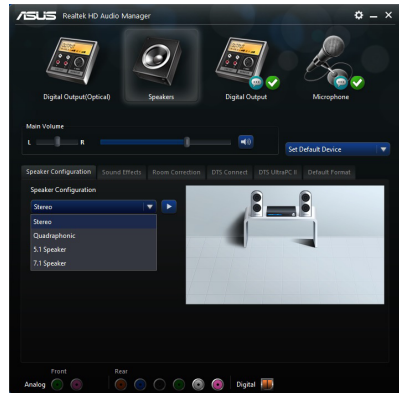 ASUS Realtek HD Audio Manager
Digital Output(Optical)
Speakers
Digital Output
Microphone
Main Volume
L R
Set Default Device
Speaker Configuration Sound Effects Room Correction DTS Connect DTS UltraPC II Default Format
Speaker Configuration
Stereo
Stereo
Quadraphonic
5.1 Speaker
7.1 Speaker
Front Rear
Analog Digital